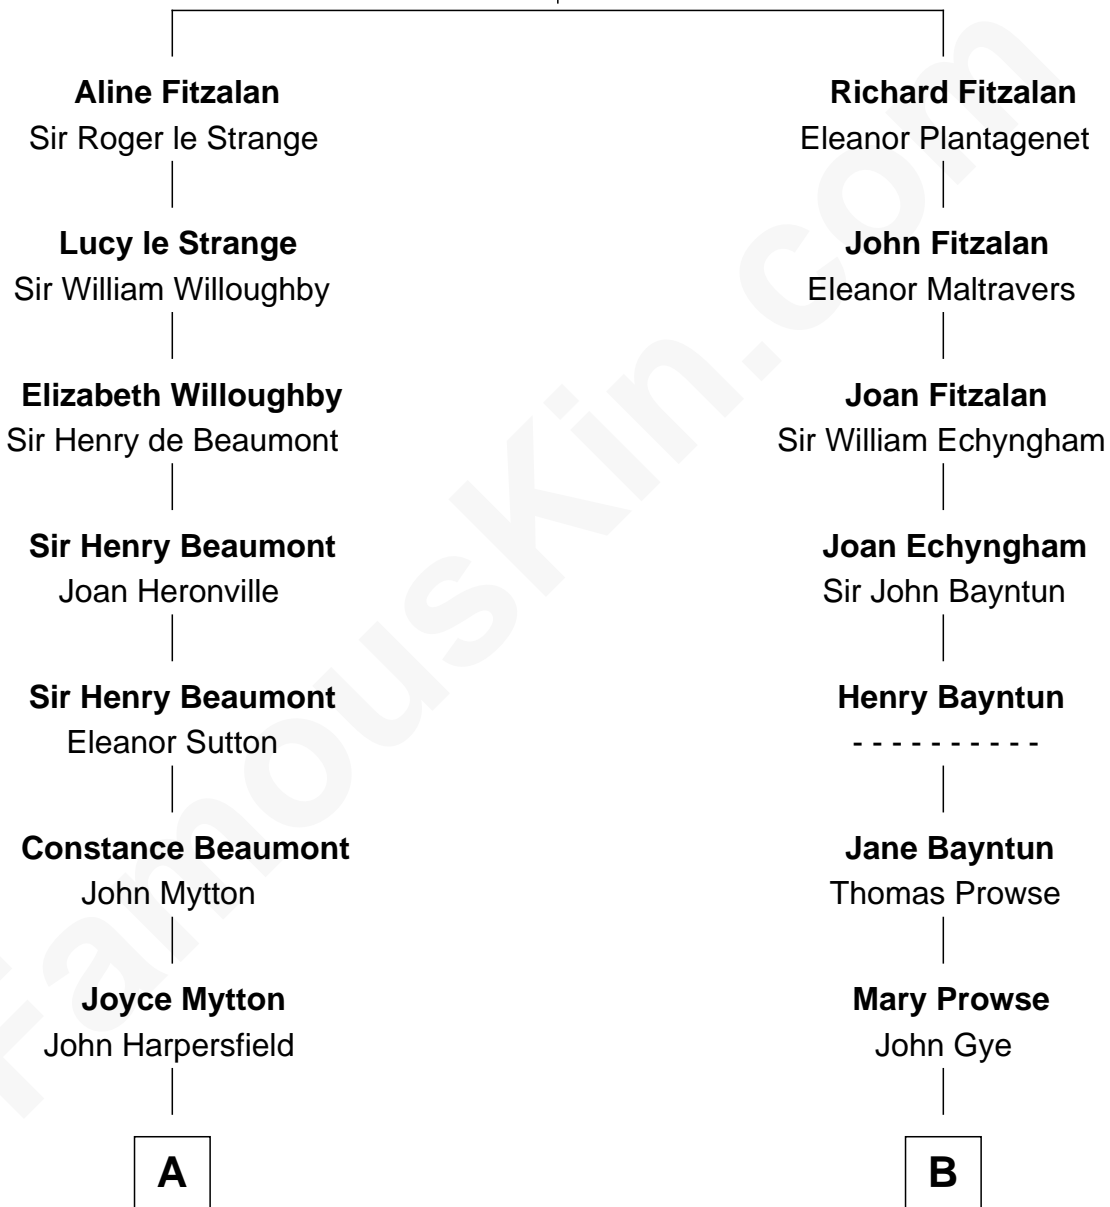 Aline Fitzalan
Sir Roger le Strange
Lucy le Strange
Sir William Willoughby
Elizabeth Willoughby
Sir Henry de Beaumont
Sir Henry Beaumont
Joan Heronville
Sir Henry Beaumont
Eleanor Sutton
Constance Beaumont
John Mytton
Joyce Mytton
John Harpersfield
A
Richard Fitzalan
Eleanor Plantagenet
John Fitzalan
Eleanor Maltravers
Joan Fitzalan
Sir William Echyngham
Joan Echyngham
Sir John Bayntun
Henry Bayntun
- - - - - - - - - -
Jane Bayntun
Thomas Prowse
Mary Prowse
John Gye
B
FamousKin.com